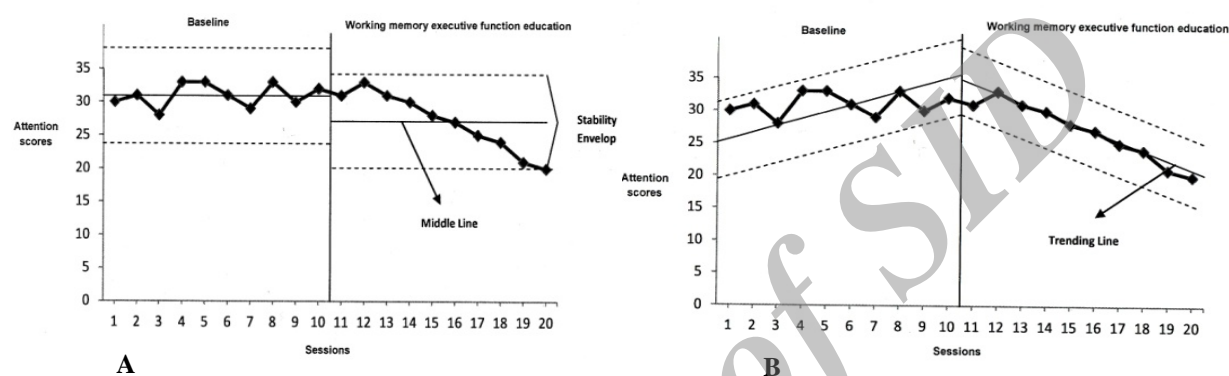 Baseline
Working memory executive function education
35
30
25
20
15
10
5
0
Attention
scores
Stability
Envelop
Middle Line
1 2 3 4 5 6 7 8 9 10 11 12 13 14 15 16 17 18 19 20
Sessions
A
Baseline
Working memory executive function education
35
30
25
20
15
10
5
0
Attention
scores
Trending Line
1 2 3 4 5 6 7 8 9 10 11 12 13 14 15 16 17 18 19 20
Sessions
B
of SID